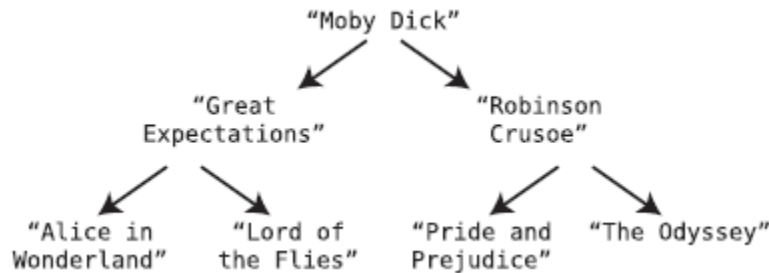 “Moby Dick”
“Great
Expectations”
“Robinson
Crusoe”
“Alice in
Wonderland”
“Lord of
the Flies”
“Pride and
Prejudice”
“The Odyssey”